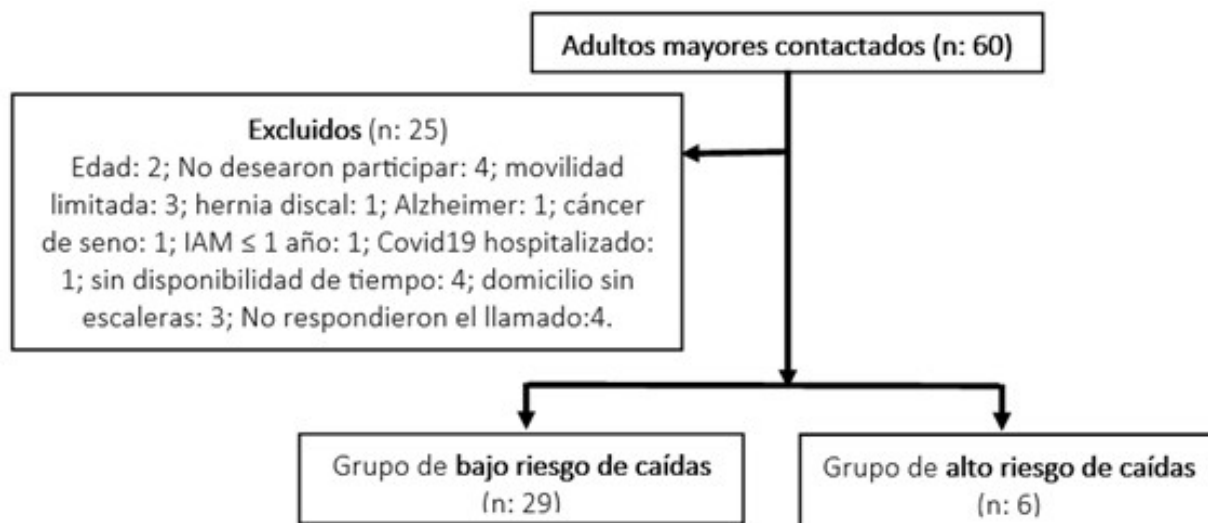 Adultos mayores contactados (n: 60)
Excluidos (n: 25)
Edad: 2; No desearon participar: 4; movilidad
limitada: 3; hernia discal: 1; Alzheimer: 1; cáncer
de seno: 1; IAM ≤ 1 año: 1; Covid19 hospitalizado:
1; sin disponibilidad de tiempo: 4; domicilio sin
escaleras: 3; No respondieron el llamado:4.
Grupo de bajo riesgo de caídas
(n: 29)
Grupo de alto riesgo de caídas
(n: 6)